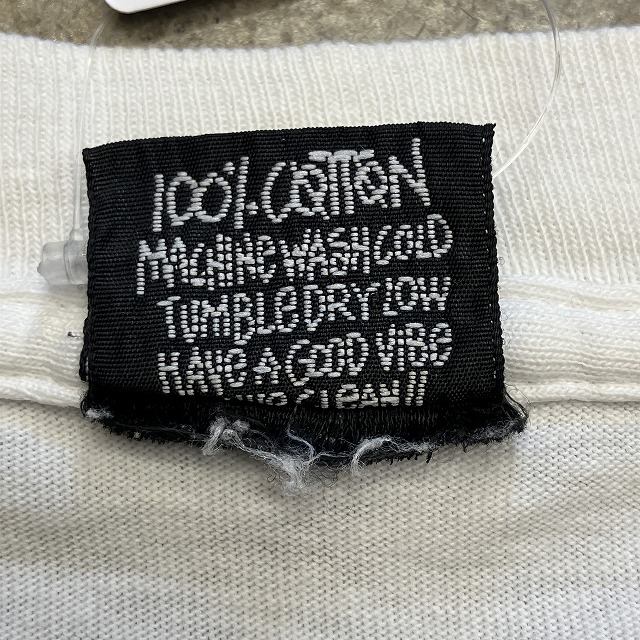 100% COTTON
MACHINE WASH COLD
TUMBLE DRY LOW
HAVE A GOOD VIBE